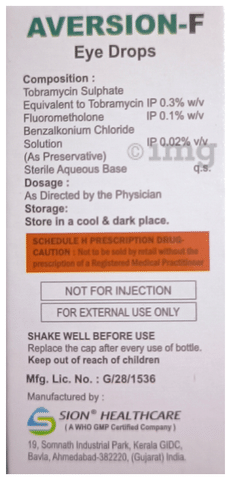 AVERSION-F
Eye Drops
Composition :
Tobramycin Sulphate
Equivalent to Tobramycin IP 0.3% w/v
Fluorometholone IP 0.1% w/v
Benzalkonium Chloride
Solution IP 0.02% v/v
(As Preservative)
Sterile Aqueous Base q.s.
Dosage :
As Directed by the Physician
Storage:
Store in a cool & dark place.
SCHEDULE H PRESCRIPTION DRUG-
CAUTION : Not to be sold by retail without the
prescription of a Registered Medical Practitioner
NOT FOR INJECTION
FOR EXTERNAL USE ONLY
SHAKE WELL BEFORE USE
Replace the cap after every use of bottle.
Keep out of reach of children
Mfg. Lic. No. : G/28/1536
Manufactured by :
SION® HEALTHCARE
( A WHO GMP Certified Company )
19, Somnath Industrial Park, Kerala GIDC,
Bavla, Ahmedabad-382220, (Gujarat) India.
© 1mg